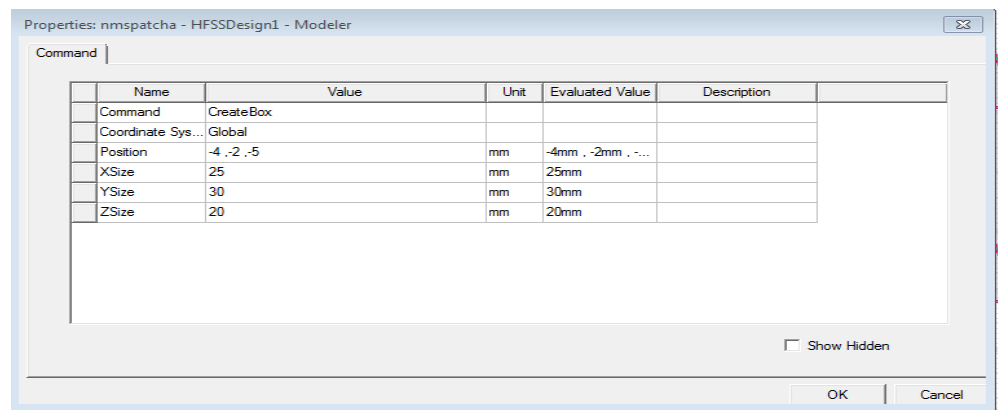 Properties: nmspatcha - HFSSDesign1 - Modeler
Command
Name Value Unit Evaluated Value Description
Command CreateBox
Coordinate Sys... Global
Position -4 ,-2 ,-5 mm -4mm , -2mm , -...
XSize 25 mm 25mm
YSize 30 mm 30mm
ZSize 20 mm 20mm
Show Hidden
OK Cancel